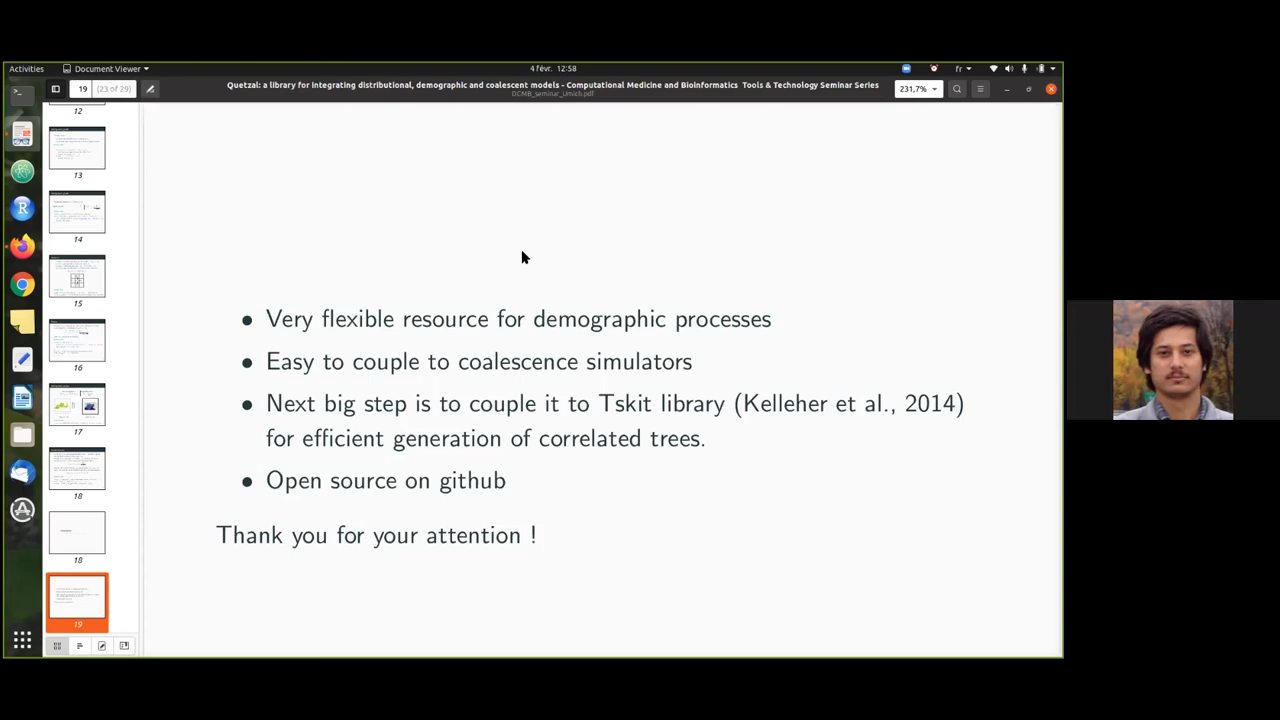 Activities
Document Viewer
4 févr. 12:58
fr
19
(23 of 29)
Quetzal: a library for integrating distributional, demographic and coalescent models - Computational Medicine and Bioinformatics Tools & Technology Seminar Series
DCMB_seminar_Umich.pdf
231,7%
12
13
14
15
16
17
18
18
19
• Very flexible resource for demographic processes
• Easy to couple to coalescence simulators
• Next big step is to couple it to Tskit library (Kelleher et al., 2014)
for efficient generation of correlated trees.
• Open source on github
Thank you for your attention !